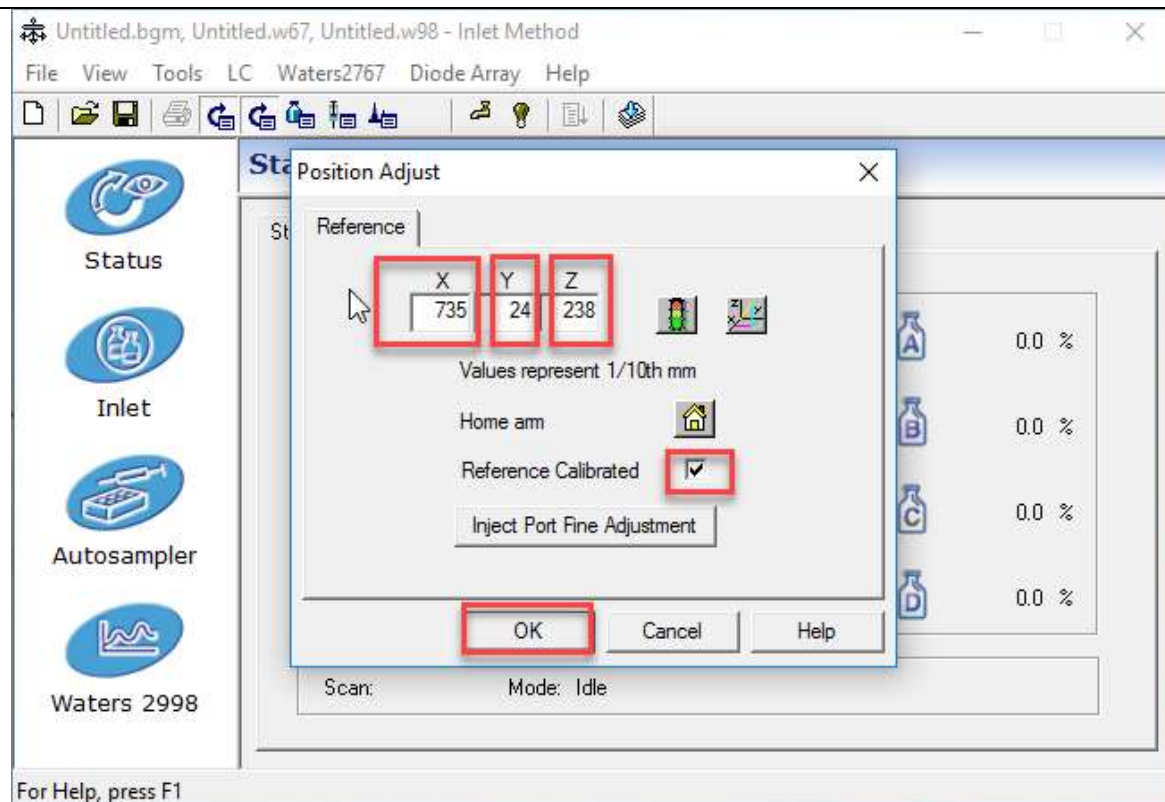 Untitled.bgm, Untitled.w67, Untitled.w98 - Inlet Method
File View Tools LC Waters2767 Diode Array Help
Position Adjust
Reference
X Y Z
735 24 238
Values represent 1/10th mm
Home arm
Reference Calibrated
Inject Port Fine Adjustment
OK Cancel Help
Status
Inlet
Autosampler
Waters 2998
A 0.0 %
B 0.0 %
C 0.0 %
D 0.0 %
Scan: Mode: Idle
For Help, press F1